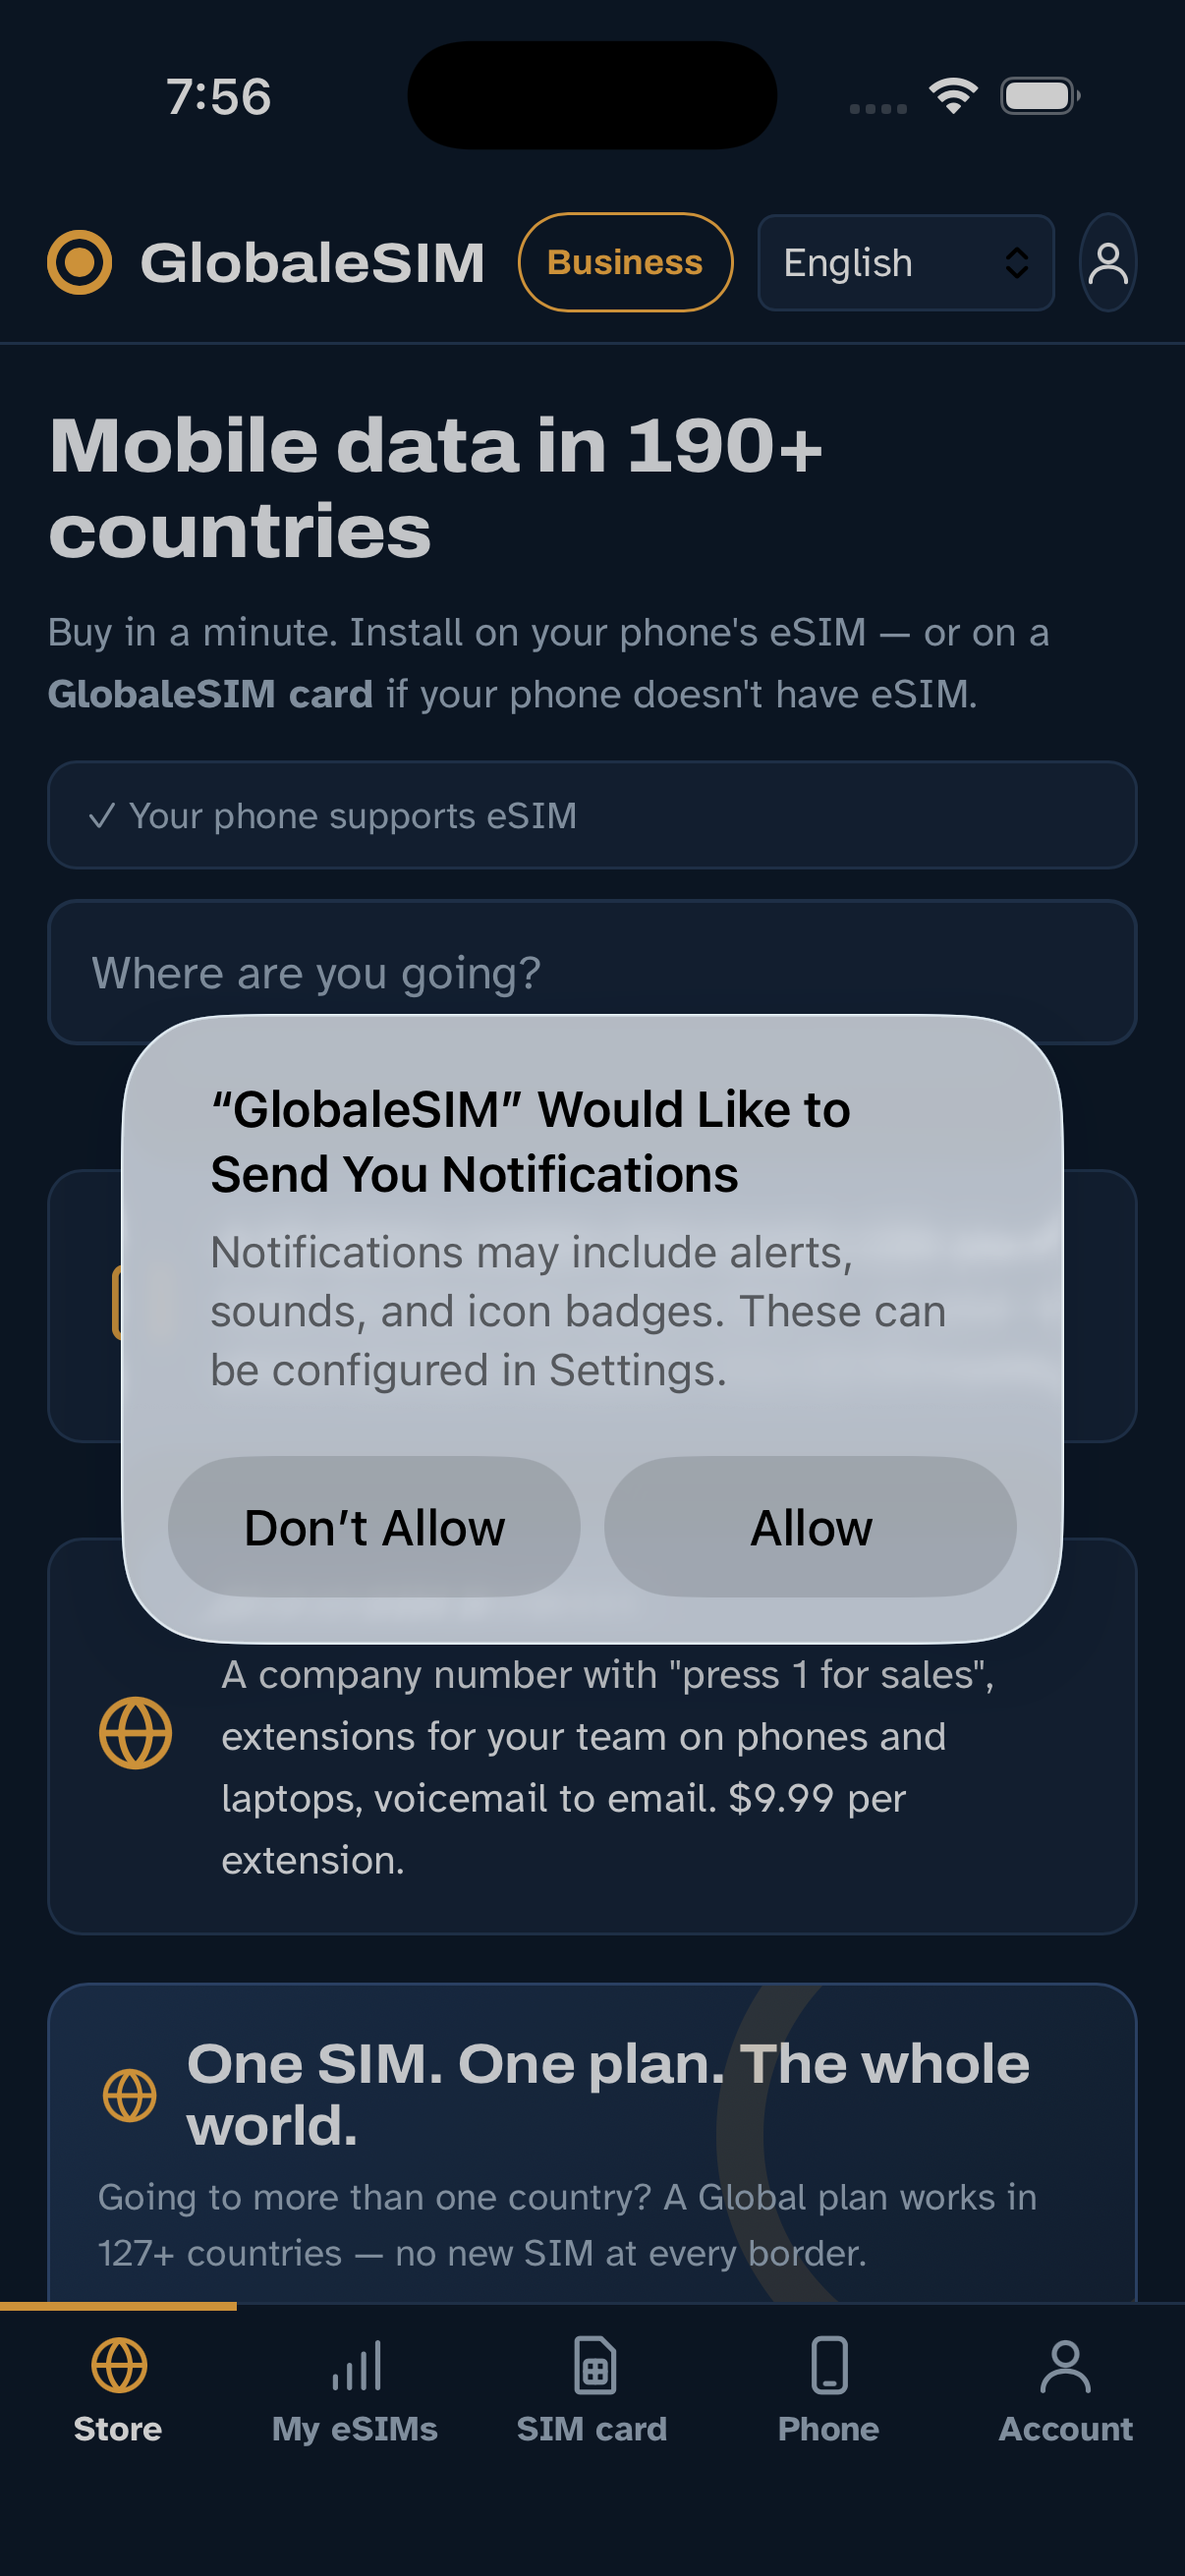 7:56
GlobaleSIM
Business
English
Mobile data in 190+
countries
Buy in a minute. Install on your phone's eSIM — or on a
GlobaleSIM card if your phone doesn't have eSIM.
✓ Your phone supports eSIM
Where are you going?
“GlobaleSIM” Would Like to
Send You Notifications
Notifications may include alerts,
sounds, and icon badges. These can
be configured in Settings.
Don’t Allow
Allow
A company number with "press 1 for sales",
extensions for your team on phones and
laptops, voicemail to email. $9.99 per
extension.
One SIM. One plan. The whole
world.
Going to more than one country? A Global plan works in
127+ countries — no new SIM at every border.
Store
My eSIMs
SIM card
Phone
Account